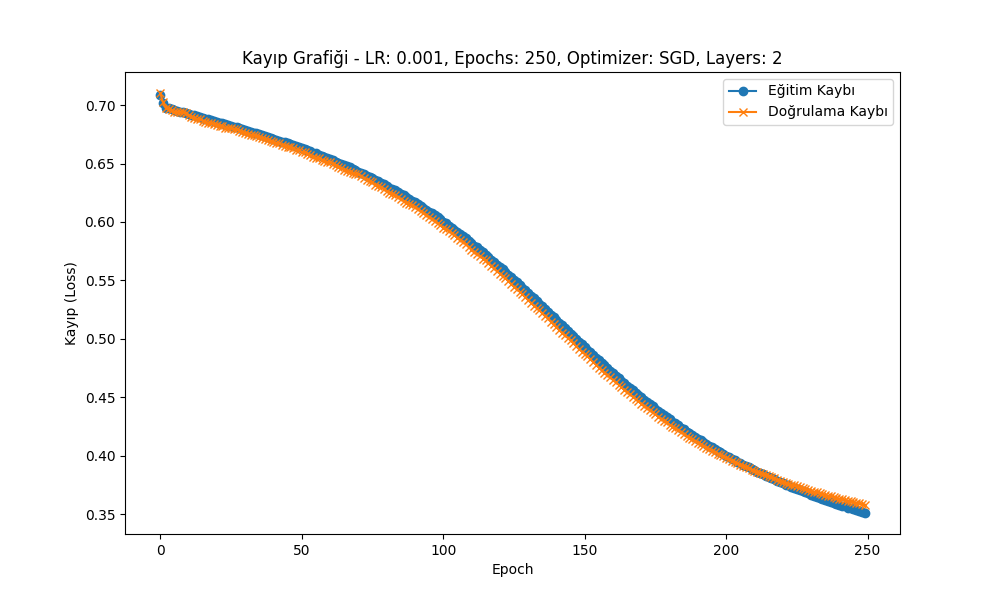 Kayıp Grafiği - LR: 0.001, Epochs: 250, Optimizer: SGD, Layers: 2
Eğitim Kaybı
Doğrulama Kaybı
Kayıp (Loss)
0.70
0.65
0.60
0.55
0.50
0.45
0.40
0.35
0
50
100
150
200
250
Epoch